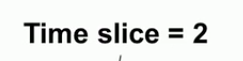 Time slice = 2